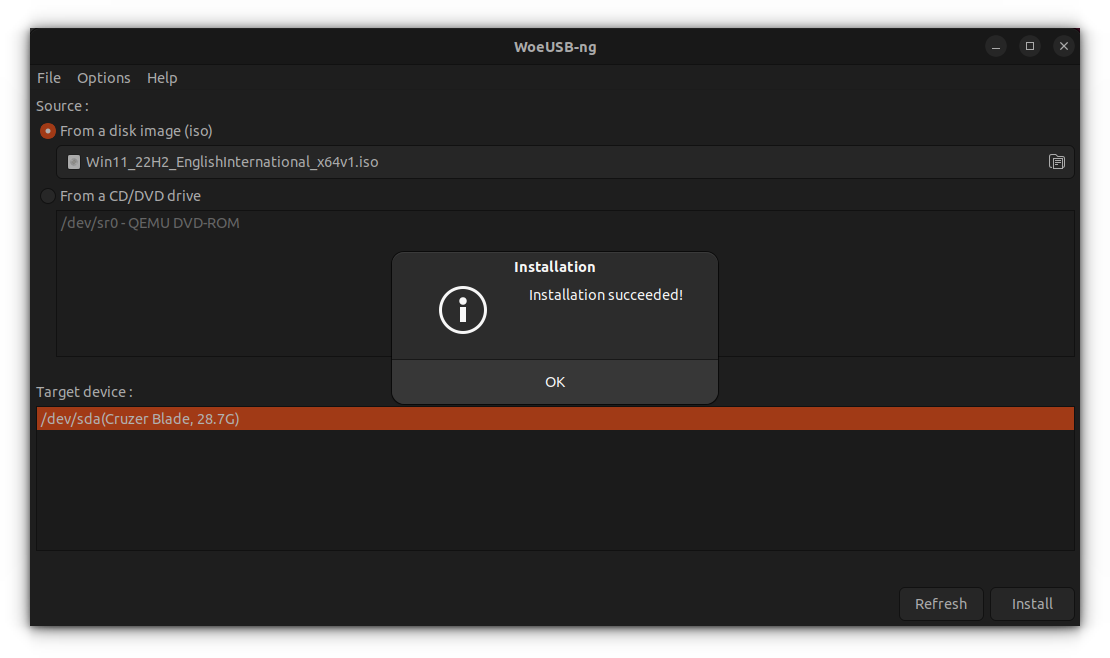 WoeUSB-ng
File Options Help
Source :
From a disk image (iso)
Win11_22H2_EnglishInternational_x64v1.iso
From a CD/DVD drive
/dev/sr0 - QEMU DVD-ROM
Installation
Installation succeeded!
OK
Target device :
/dev/sda(Cruzer Blade, 28.7G)
Refresh Install